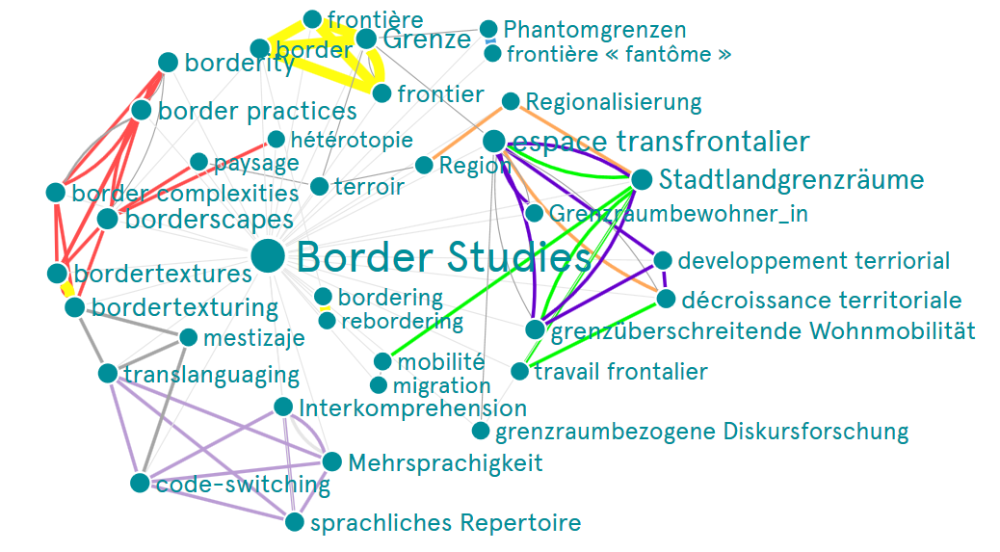 frontière
Phantomgrenzen
Grenze
border
frontière « fantôme »
borderity
frontier
Regionalisierung
border practices
hétérotopie
espace transfrontalier
paysage
Region
Stadtlandgrenzräume
terroir
border complexities
Grenzraumbewohner_in
borderscapes
Border Studies
developpement terriorial
bordertextures
bordering
décroissance territoriale
bordertexturing
rebordering
grenzüberschreitende Wohnmobilität
mestizaje
mobilité
translanguaging
travail frontalier
migration
Interkomprehension
grenzraumbezogene Diskursforschung
Mehrsprachigkeit
code-switching
sprachliches Repertoire